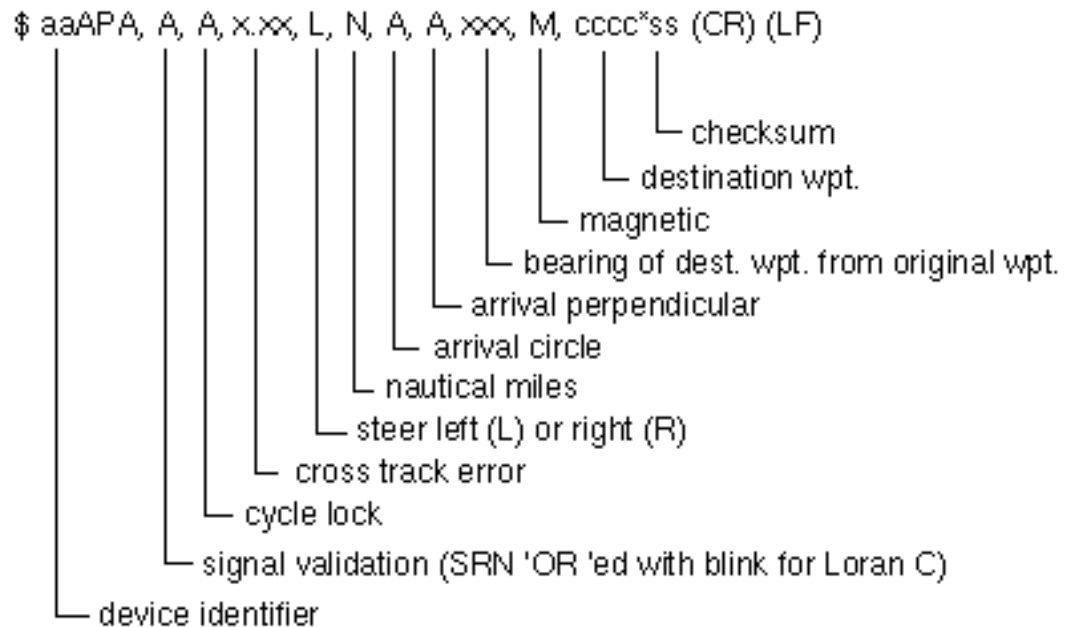 $ aaAPA, A, A, x.xx, L, N, A, A, xxx, M, cccc*ss (CR) (LF)
checksum
destination wpt.
magnetic
bearing of dest. wpt. from original wpt.
arrival perpendicular
arrival circle
nautical miles
steer left (L) or right (R)
cross track error
cycle lock
signal validation (SRN 'OR 'ed with blink for Loran C)
device identifier